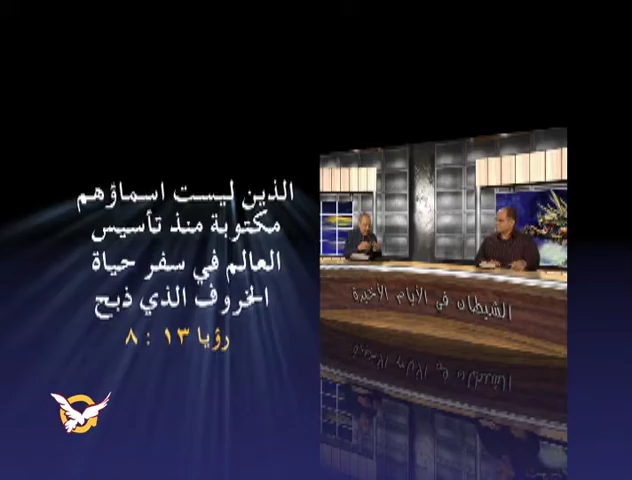 الذين ليست اسماؤهم
مكتوبة منذ تأسيس
العالم في سفر حياة
الخروف الذي ذبح
رؤيا ١٣ : ٨
الشيطان في الأيام الأخيرة